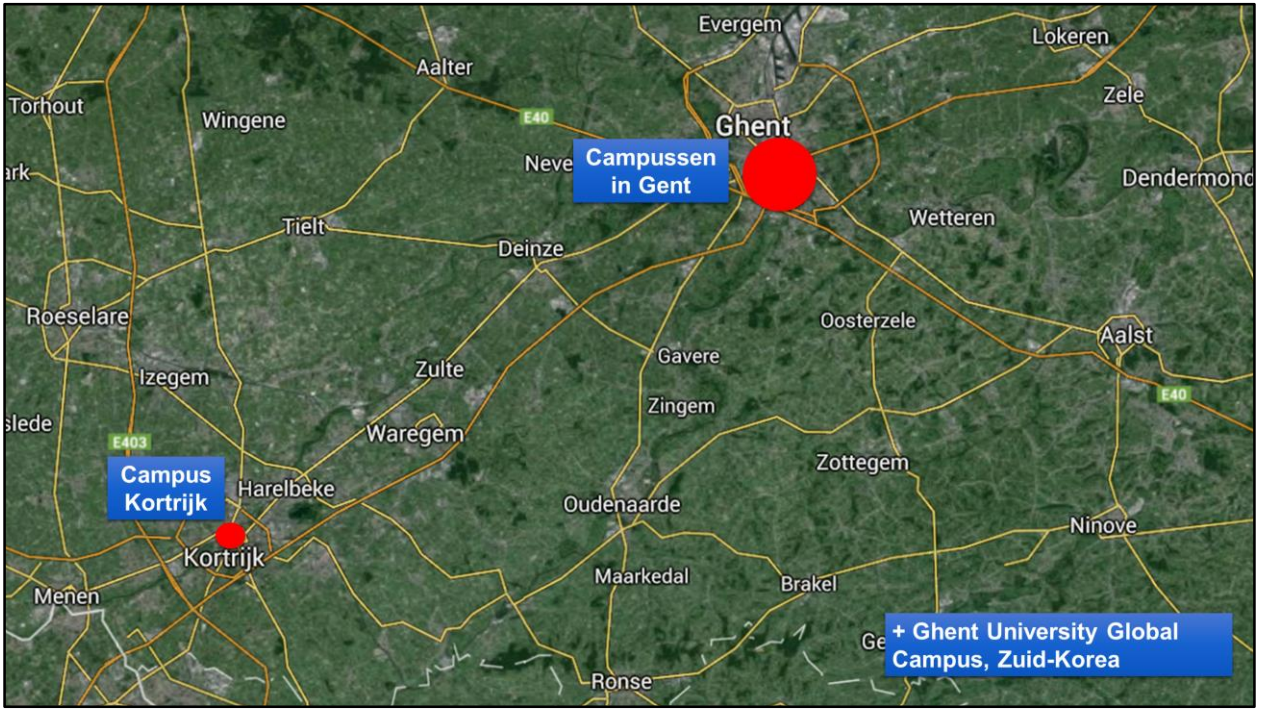 Evergem
Lokeren
Aalter
Zele
Torhout
Wingene
E40
Ghent
Campussen
in Gent
Neve
ark
Dendermond
Wetteren
Tielt
Deinze
Roeselare
Oosterzele
Aalst
Gavere
Izegem
Zulte
E40
Zingem
slede
Waregem
E403
Zottegem
Campus
Kortrijk
Harelbeke
Oudenaarde
Ninove
Kortrijk
Maarkedal
Brakel
Menen
+ Ghent University Global
Campus, Zuid-Korea
Ge
Ronse